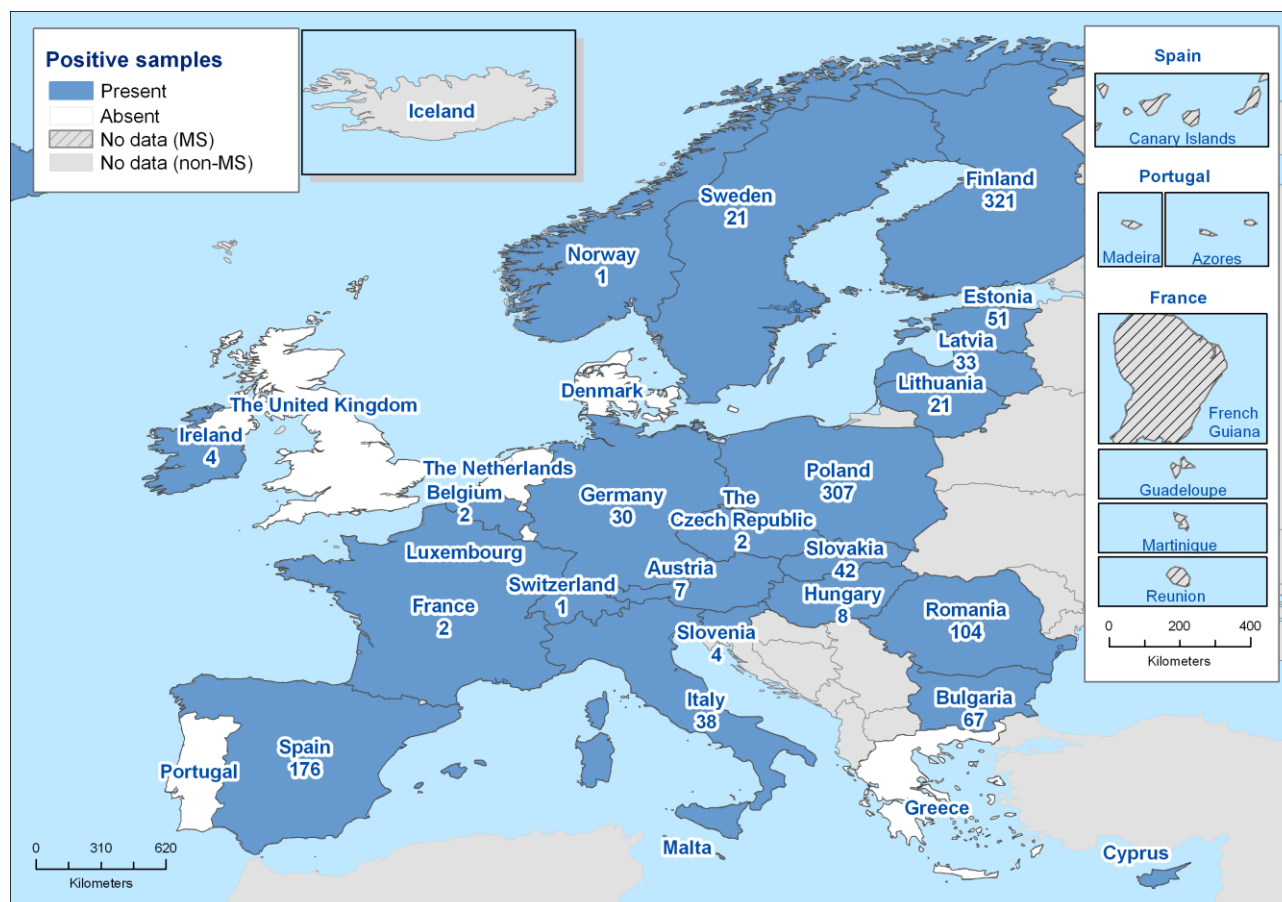 Positive samples
Present
Absent
No data (MS)
No data (non-MS)
Iceland
Spain
Canary Islands
Portugal
Madeira
Azores
France
French
Guiana
Guadeloupe
Martinique
Reunion
0 200 400
Kilometers
Finland
321
Sweden
21
Norway
1
Estonia
51
Latvia
33
Lithuania
21
Denmark
The United Kingdom
Ireland
4
The Netherlands
Belgium
2
Germany
30
Poland
307
The
Czech Republic
2
Luxembourg
Slovakia
42
Austria
7
Switzerland
1
Hungary
8
France
2
Romania
104
Slovenia
4
Italy
38
Bulgaria
67
Spain
176
Portugal
Greece
Malta
Cyprus
0 310 620
Kilometers